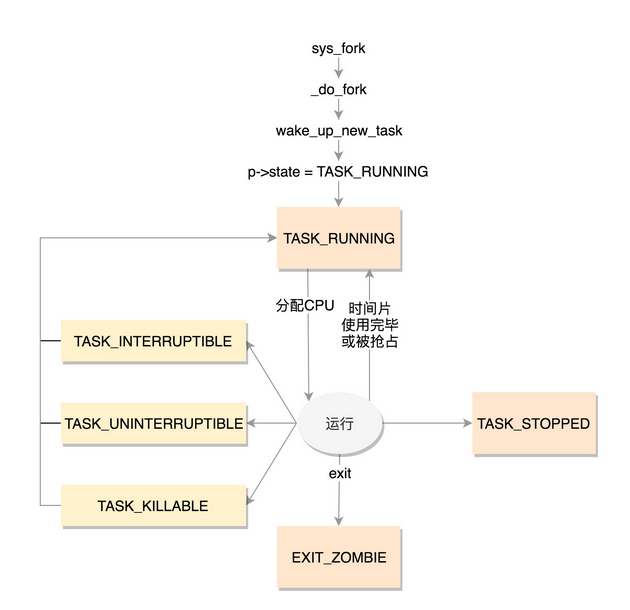 sys_fork
_do_fork
wake_up_new_task
p->state = TASK_RUNNING
TASK_RUNNING
分配CPU
时间片
使用完毕
或被抢占
TASK_INTERRUPTIBLE
TASK_UNINTERRUPTIBLE
运行
TASK_STOPPED
exit
TASK_KILLABLE
EXIT_ZOMBIE